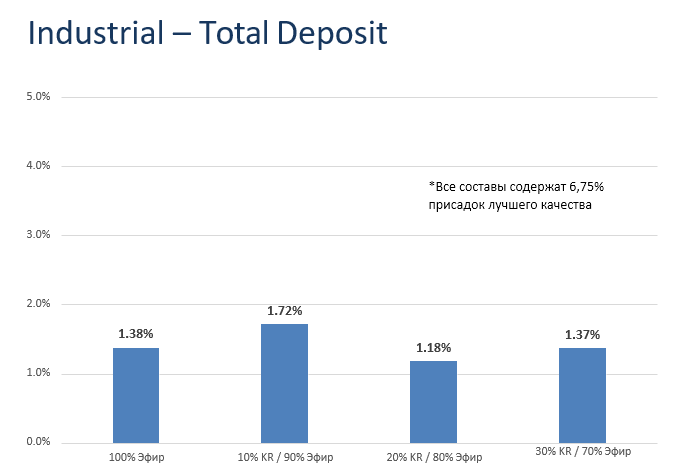 Industrial – Total Deposit
5.0%
4.0%
*Все составы содержат 6,75%
присадок лучшего качества
3.0%
2.0%
1.72%
1.38%
1.37%
1.18%
1.0%
0.0%
100% Эфир
10% KR / 90% Эфир
20% KR / 80% Эфир
30% KR / 70% Эфир